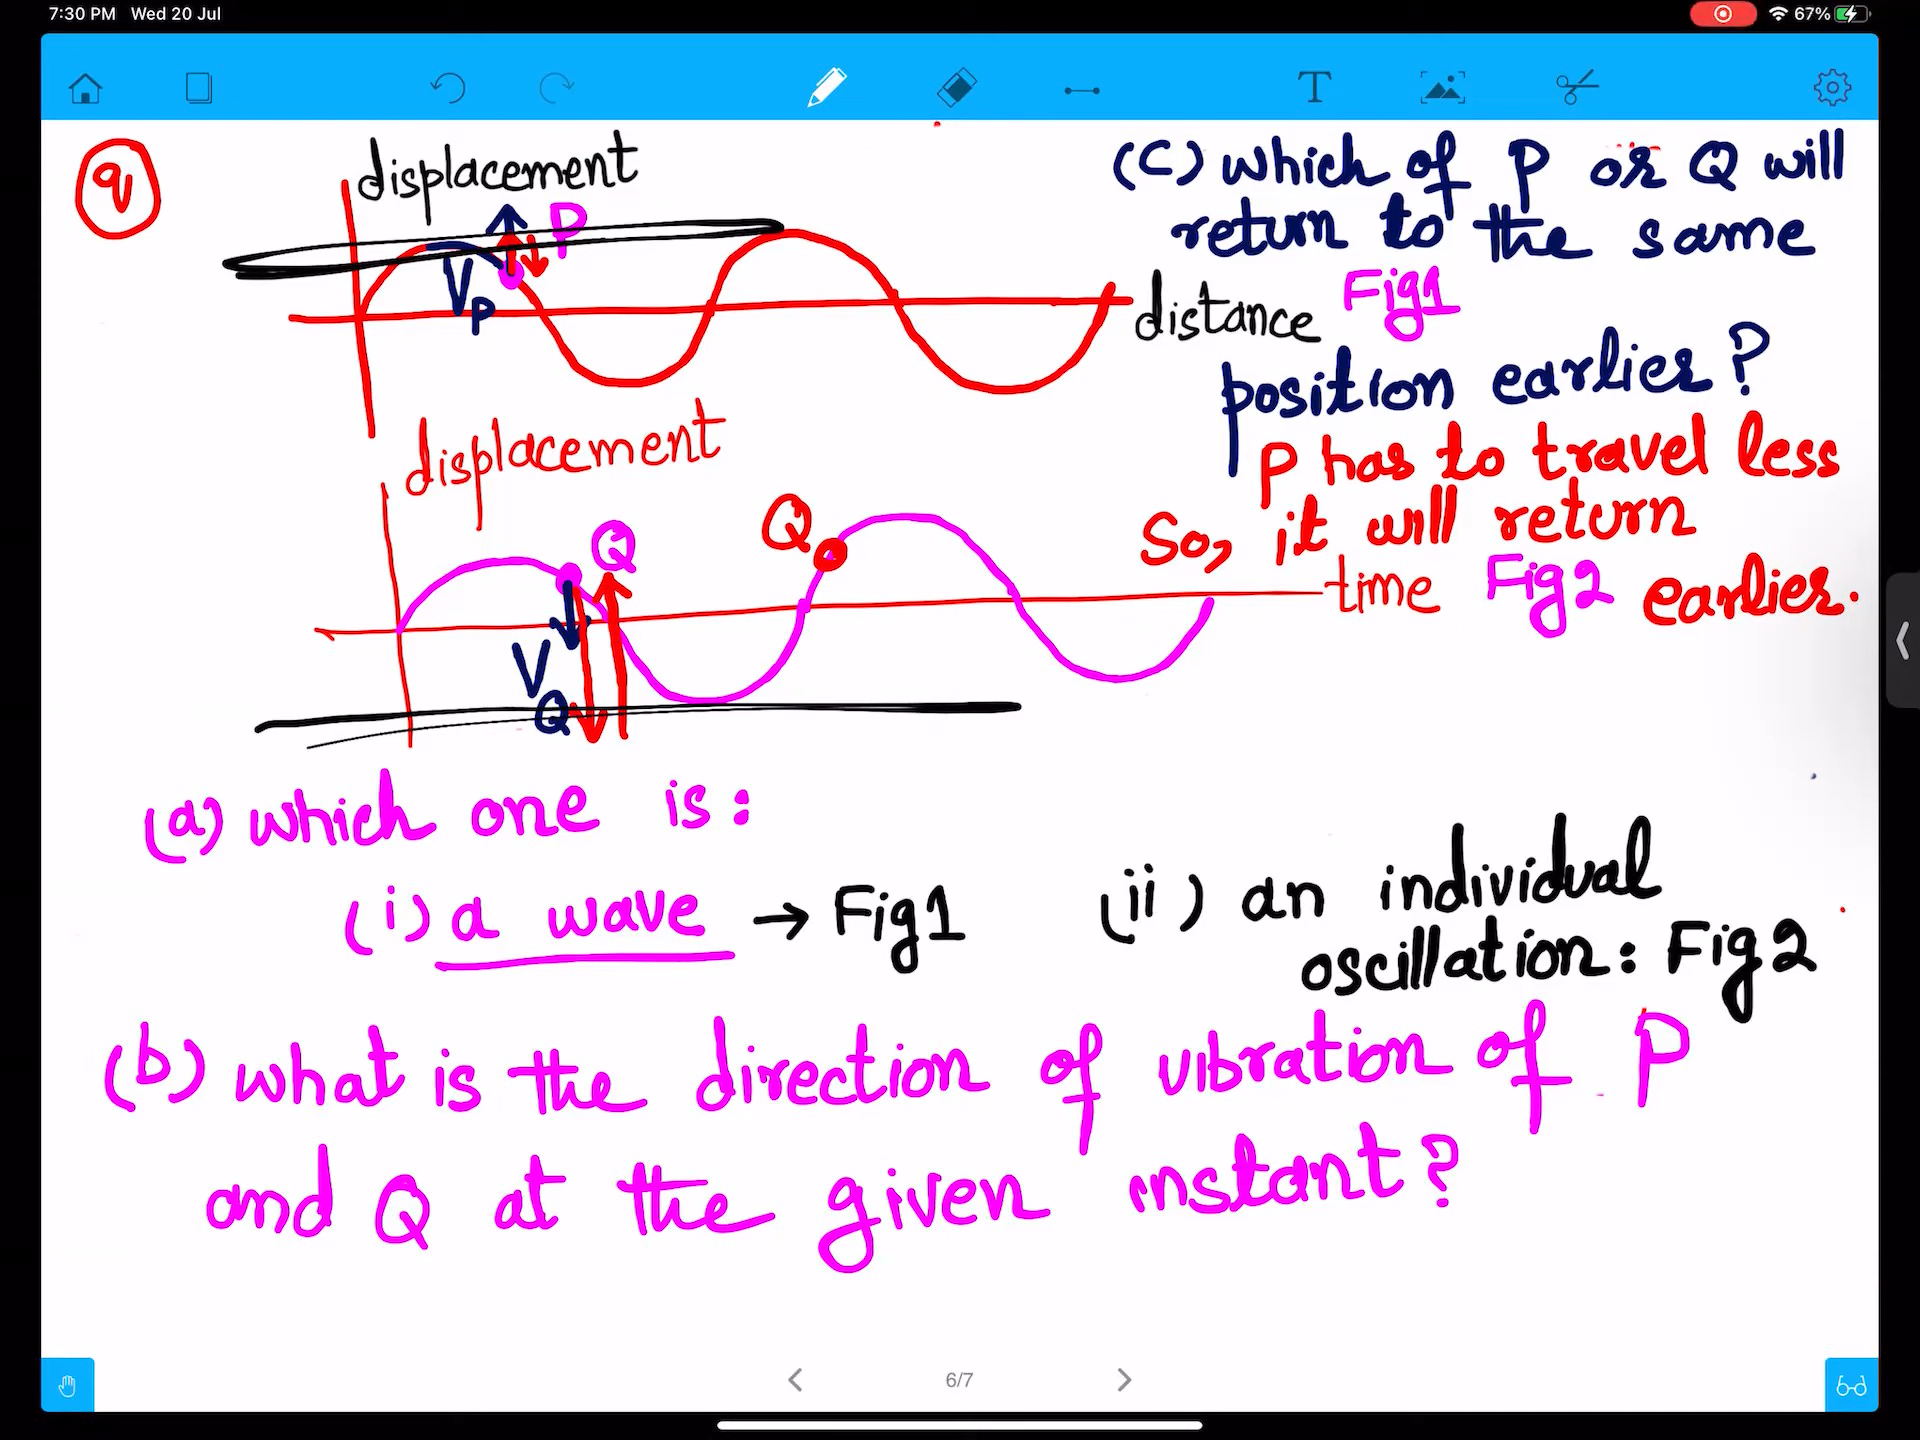 7:30 PM Wed 20 Jul
67%
T
q
displacement
P
Vp
distance
Fig1
(C) which of P or Q will
return to the same
position earlier?
P has to travel less
So, it will return
earlier.
displacement
Q
Q
VQ
time
Fig2
(a) which one is:
(i) a wave → Fig1
(ii) an individual
oscillation: Fig2
(b) what is the direction of vibration of P
and Q at the given instant?
6/7